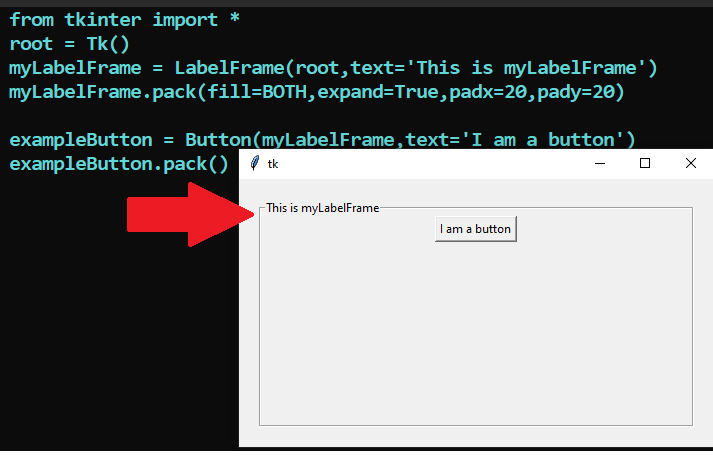 from tkinter import *
root = Tk()
myLabelFrame = LabelFrame(root,text='This is myLabelFrame')
myLabelFrame.pack(fill=BOTH,expand=True,padx=20,pady=20)
exampleButton = Button(myLabelFrame,text='I am a button')
exampleButton.pack()
tk
This is myLabelFrame
I am a button